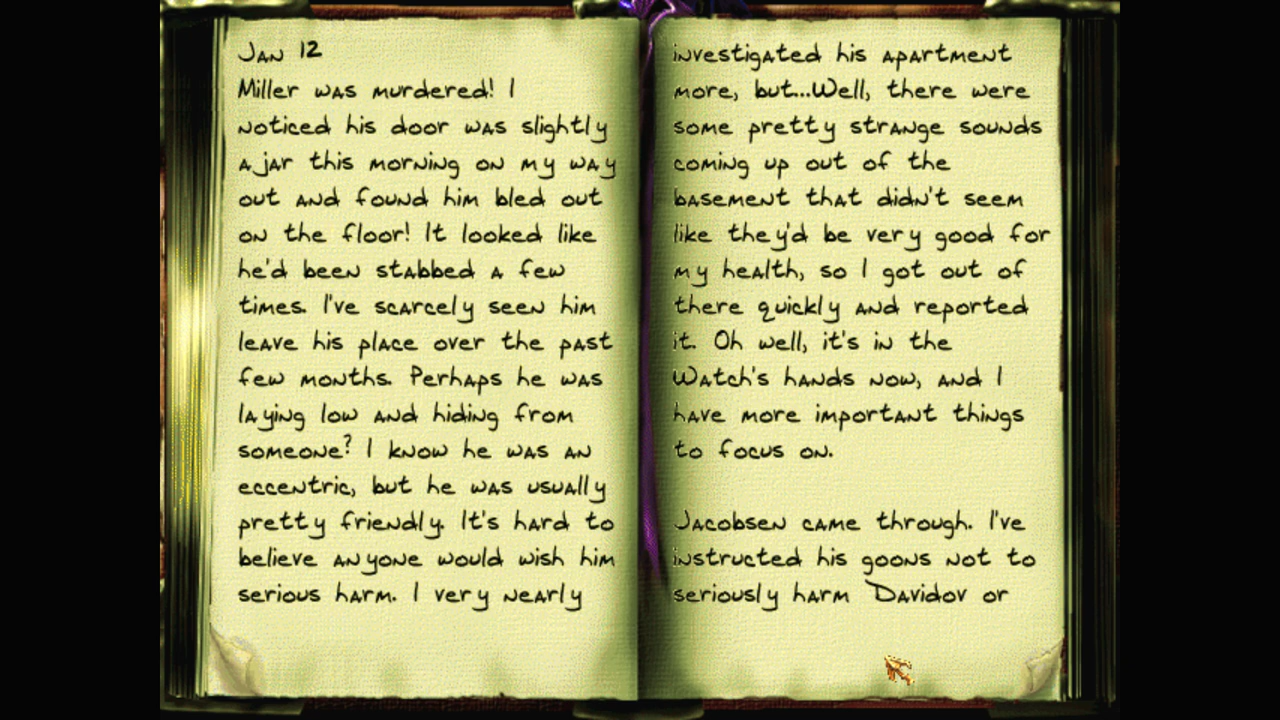 Jan 12
Miller was murdered! I
noticed his door was slightly
ajar this morning on my way
out and found him bled out
on the floor! It looked like
he'd been stabbed a few
times. I've scarcely seen him
leave his place over the past
few months. Perhaps he was
laying low and hiding from
someone? I know he was an
eccentric, but he was usually
pretty friendly. It's hard to
believe anyone would wish him
serious harm. I very nearly
investigated his apartment
more, but...Well, there were
some pretty strange sounds
coming up out of the
basement that didn't seem
like they'd be very good for
my health, so I got out of
there quickly and reported
it. Oh well, it's in the
Watch's hands now, and I
have more important things
to focus on.
Jacobsen came through. I've
instructed his goons not to
seriously harm Davidov or